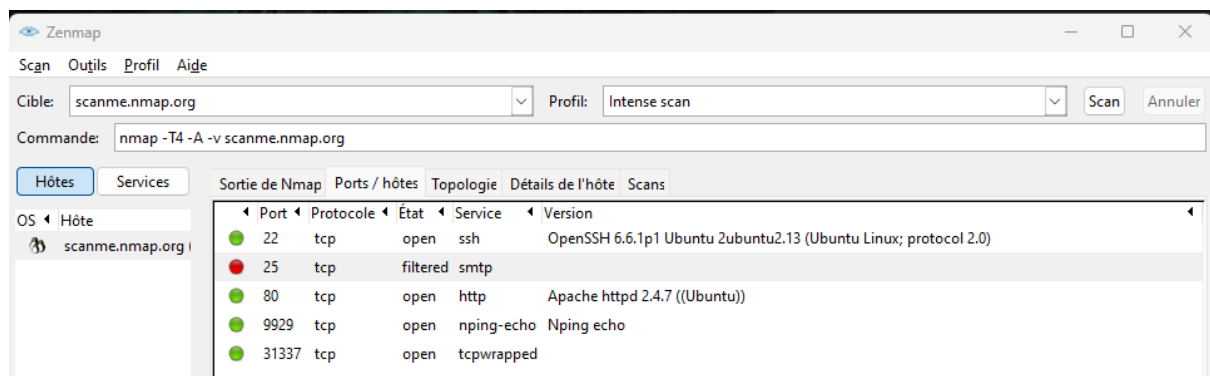 Zenmap
Scan Outils Profil Aide
Cible: scanme.nmap.org Profil: Intense scan Scan Annuler
Commande: nmap -T4 -A -v scanme.nmap.org
Hôtes Services Sortie de Nmap Ports / hôtes Topologie Détails de l'hôte Scans
OS Hôte Port Protocole État Service Version
scanme.nmap.org ( 22 tcp open ssh OpenSSH 6.6.1p1 Ubuntu 2ubuntu2.13 (Ubuntu Linux; protocol 2.0)
25 tcp filtered smtp
80 tcp open http Apache httpd 2.4.7 ((Ubuntu))
9929 tcp open nping-echo Nping echo
31337 tcp open tcpwrapped